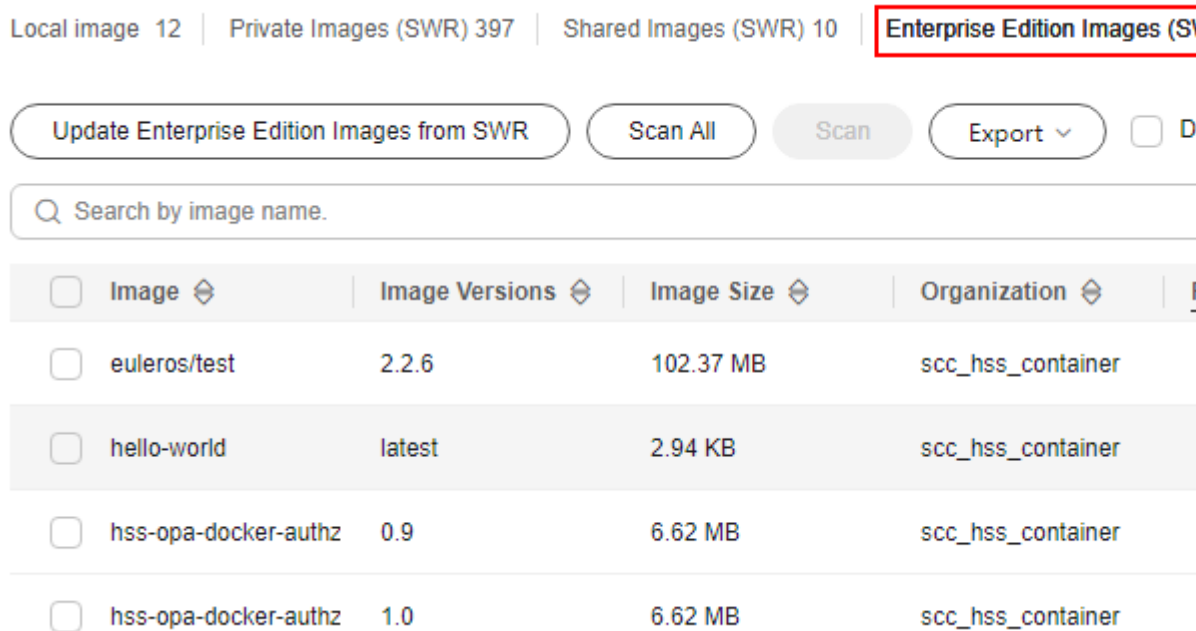 Local image 12 Private Images (SWR) 397 Shared Images (SWR) 10 Enterprise Edition Images
Update Enterprise Edition Images from SWR Scan All Scan Export
Search by image name.
Image Image Versions Image Size Organization
euleros/test 2.2.6 102.37 MB scc_hss_container
hello-world latest 2.94 KB scc_hss_container
hss-opa-docker-authz 0.9 6.62 MB scc_hss_container
hss-opa-docker-authz 1.0 6.62 MB scc_hss_container